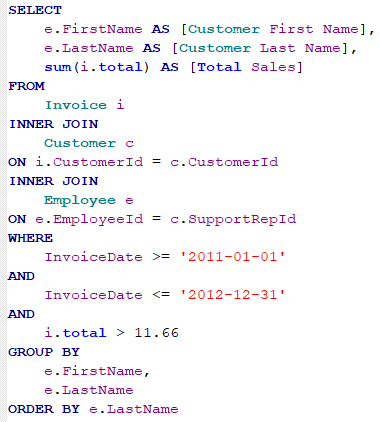 SELECT
e.FirstName AS [Customer First Name],
e.LastName AS [Customer Last Name],
sum(i.total) AS [Total Sales]
FROM
Invoice i
INNER JOIN
Customer c
ON i.CustomerId = c.CustomerId
INNER JOIN
Employee e
ON e.EmployeeId = c.SupportRepId
WHERE
InvoiceDate >= '2011-01-01'
AND
InvoiceDate <= '2012-12-31'
AND
i.total > 11.66
GROUP BY
e.FirstName,
e.LastName
ORDER BY e.LastName